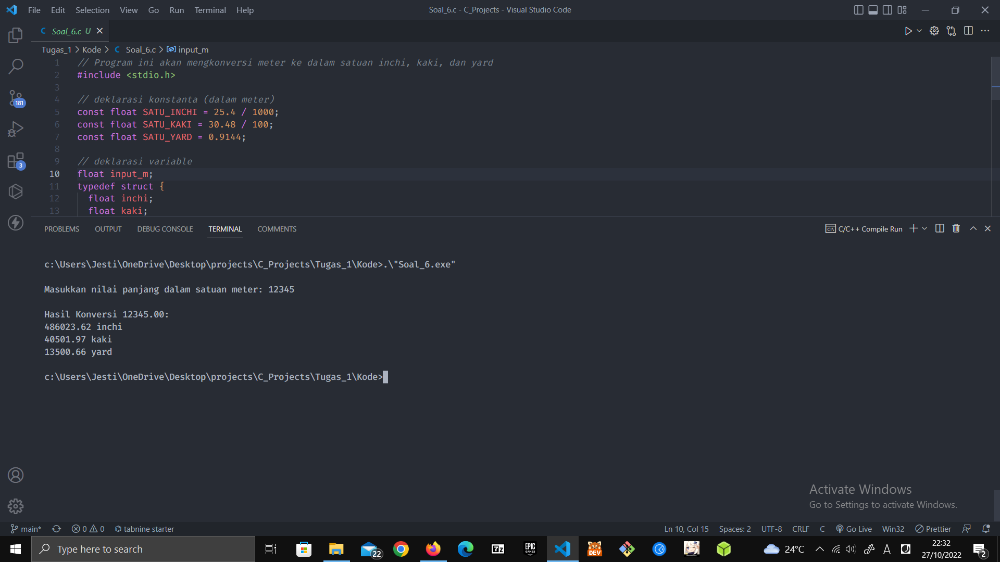 File Edit Selection View Go Run Terminal Help
Soal_6.c - C_Projects - Visual Studio Code
C Soal_6.c U
Tugas_1 > Kode > C Soal_6.c > input_m
1 // Program ini akan mengkonversi meter ke dalam satuan inchi, kaki, dan yard
2 #include <stdio.h>
3
4 // deklarasi konstanta (dalam meter)
5 const float SATU_INCHI = 25.4 / 1000;
6 const float SATU_KAKI = 30.48 / 100;
7 const float SATU_YARD = 0.9144;
8
9 // deklarasi variable
10 float input_m;
11 typedef struct {
12 float inchi;
13 float kaki;
181
3
PROBLEMS OUTPUT DEBUG CONSOLE TERMINAL COMMENTS
C/C++ Compile Run
c:\Users\Jesti\OneDrive\Desktop\projects\C_Projects\Tugas_1\Kode>.\"Soal_6.exe"
Masukkan nilai panjang dalam satuan meter: 12345
Hasil Konversi 12345.00:
486023.62 inchi
40501.97 kaki
13500.66 yard
c:\Users\Jesti\OneDrive\Desktop\projects\C_Projects\Tugas_1\Kode>
Activate Windows
Go to Settings to activate Windows.
main* 0 0 tabnine starter
Ln 10, Col 15 Spaces: 2 UTF-8 CRLF C Go Live Win32 Prettier
Type here to search
22
7z
EPIC GAMES
DEV
24°C
A
22:32
27/10/2022
2